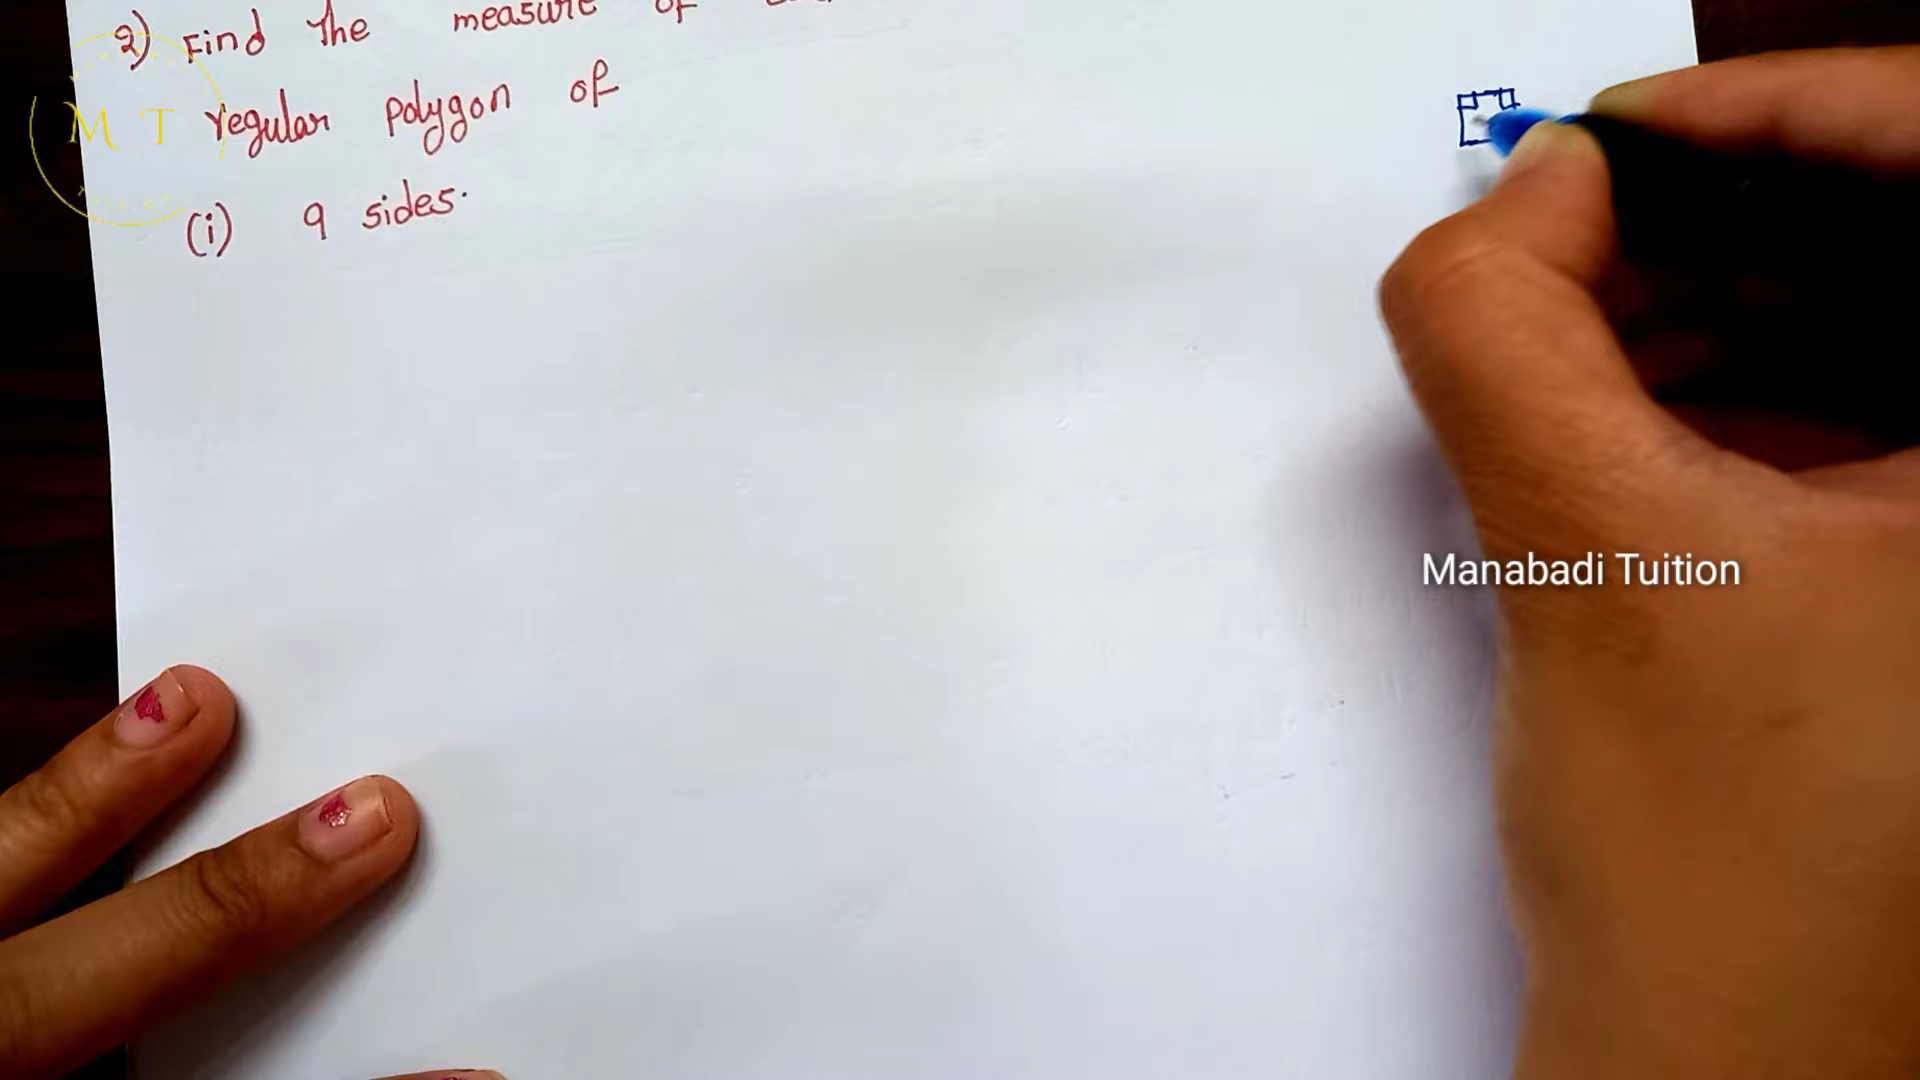 2) Find the measure of
regular polygon of
M T
(i) 9 sides.
Manabadi Tuition